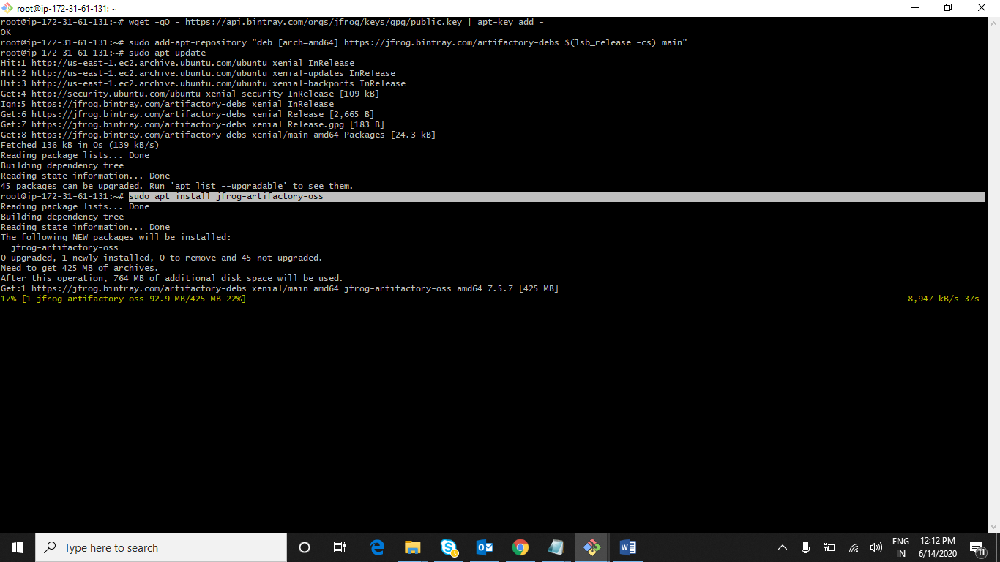 root@ip-172-31-61-131: ~
root@ip-172-31-61-131:~# wget -qO - https://api.bintray.com/orgs/jfrog/keys/gpg/public.key | apt-key add -
OK
root@ip-172-31-61-131:~# sudo add-apt-repository "deb [arch=amd64] https://jfrog.bintray.com/artifactory-debs $(lsb_release -cs) main"
root@ip-172-31-61-131:~# sudo apt update
Hit:1 http://us-east-1.ec2.archive.ubuntu.com/ubuntu xenial InRelease
Hit:2 http://us-east-1.ec2.archive.ubuntu.com/ubuntu xenial-updates InRelease
Hit:3 http://us-east-1.ec2.archive.ubuntu.com/ubuntu xenial-backports InRelease
Get:4 http://security.ubuntu.com/ubuntu xenial-security InRelease [109 kB]
Ign:5 https://jfrog.bintray.com/artifactory-debs xenial InRelease
Get:6 https://jfrog.bintray.com/artifactory-debs xenial Release [2,665 B]
Get:7 https://jfrog.bintray.com/artifactory-debs xenial Release.gpg [183 B]
Get:8 https://jfrog.bintray.com/artifactory-debs xenial/main amd64 Packages [24.3 kB]
Fetched 136 kB in 0s (139 kB/s)
Reading package lists... Done
Building dependency tree
Reading state information... Done
45 packages can be upgraded. Run 'apt list --upgradable' to see them.
root@ip-172-31-61-131:~# sudo apt install jfrog-artifactory-oss
Reading package lists... Done
Building dependency tree
Reading state information... Done
The following NEW packages will be installed:
  jfrog-artifactory-oss
0 upgraded, 1 newly installed, 0 to remove and 45 not upgraded.
Need to get 425 MB of archives.
After this operation, 764 MB of additional disk space will be used.
Get:1 https://jfrog.bintray.com/artifactory-debs xenial/main amd64 jfrog-artifactory-oss amd64 7.5.7 [425 MB]
17% [1 jfrog-artifactory-oss 92.9 MB/425 MB 22%] 8,947 kB/s 37s
Type here to search
ENG
IN
12:12 PM
6/14/2020
11